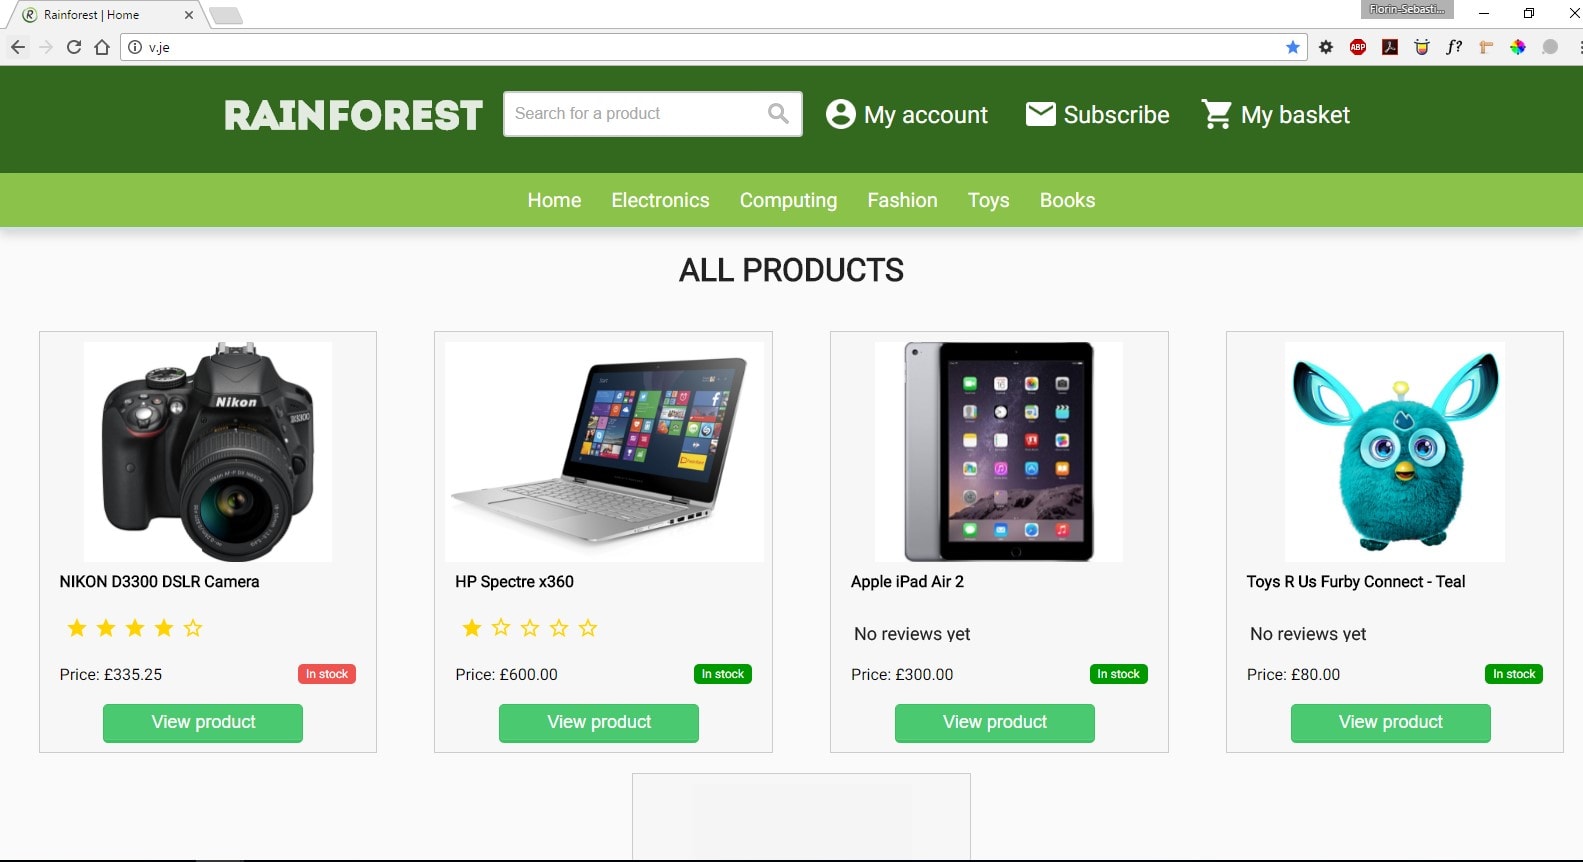 Rainforest | Home
Florin-Sebasti...
v.je
ABP
f?
RAINFOREST
Search for a product
My account
Subscribe
My basket
Home Electronics Computing Fashion Toys Books
ALL PRODUCTS
Nikon
D3300
NIKON D3300 DSLR Camera
HP Spectre x360
Apple iPad Air 2
Toys R Us Furby Connect - Teal
No reviews yet
No reviews yet
Price: £335.25 In stock
Price: £600.00 In stock
Price: £300.00 In stock
Price: £80.00 In stock
View product View product View product View product